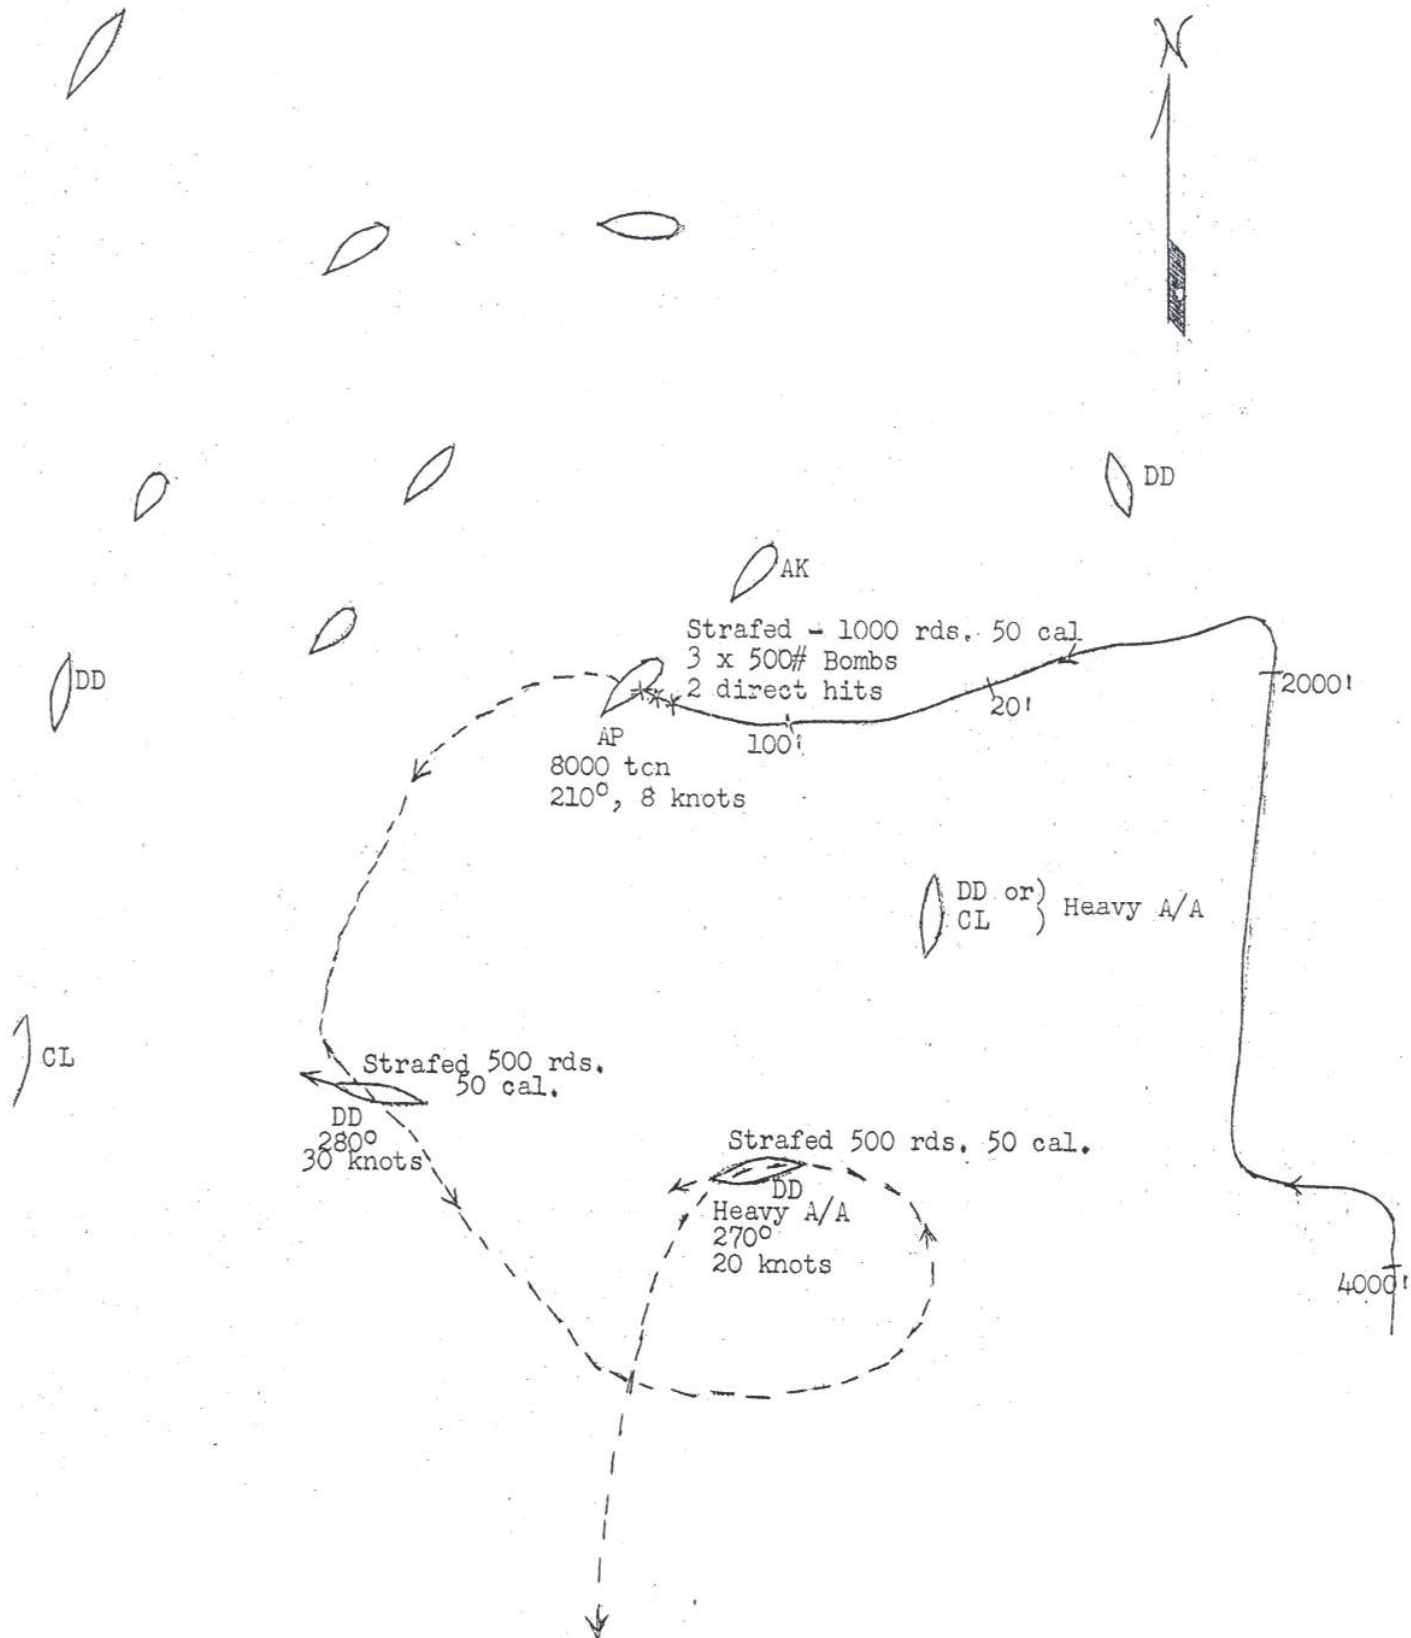 N
DD
AK
Strafed - 1000 rds. 50 cal
3 x 500# Bombs
2 direct hits
DD
2000'
20'
100'
AP
8000 tcn
210°, 8 knots
DD or)
CL } Heavy A/A
CL
Strafed 500 rds.
50 cal.
DD
280°
30 knots
Strafed 500 rds. 50 cal.
DD
Heavy A/A
270°
20 knots
4000'